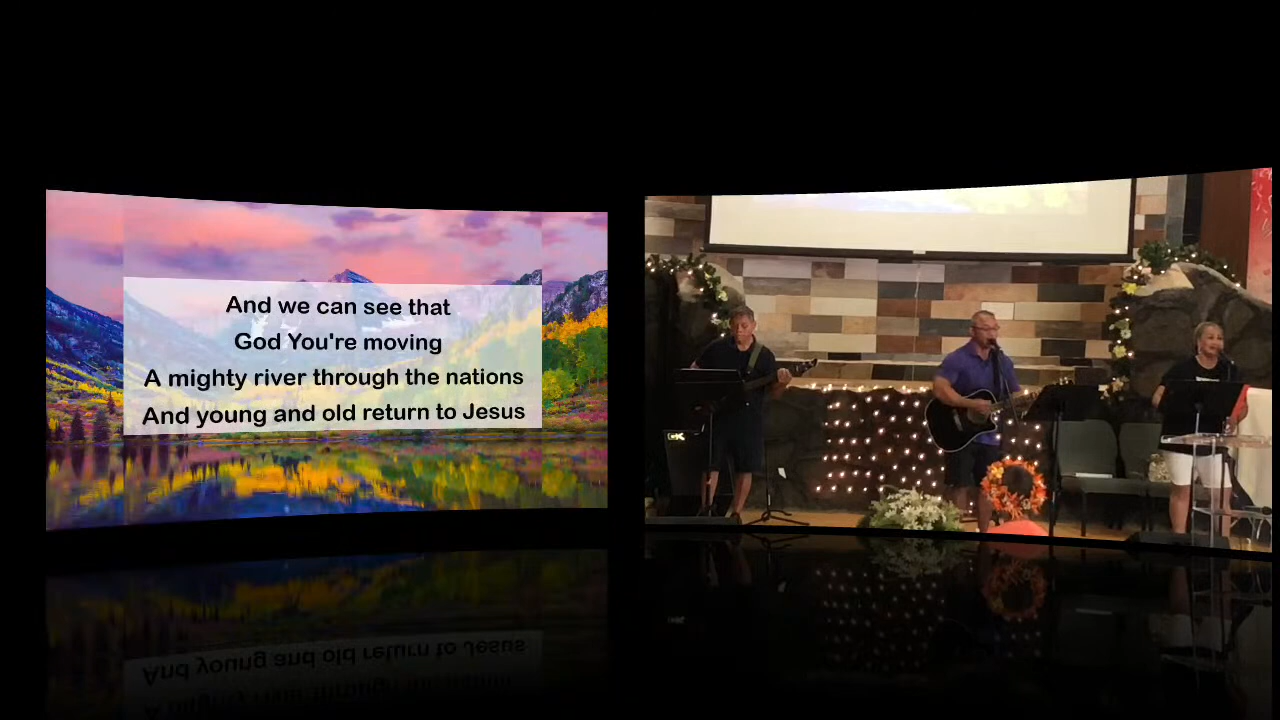 And we can see that
God You're moving
A mighty river through the nations
And young and old return to Jesus
GK